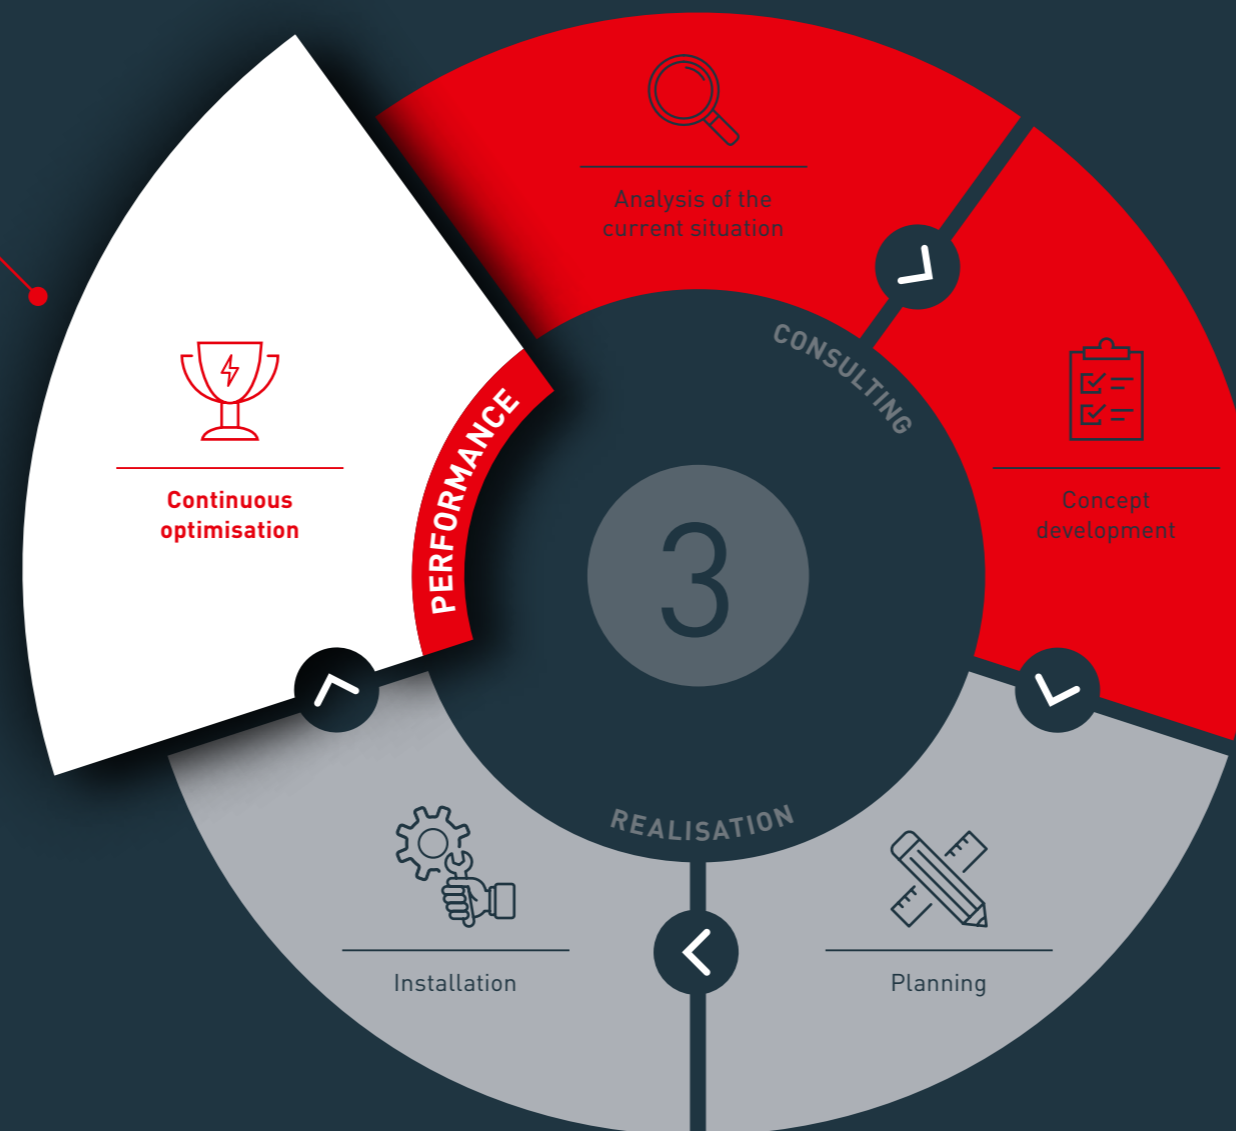 Analysis of the
current situation
CONSULTING
Concept
development
Continuous
optimisation
PERFORMANCE
3
REALISATION
Installation
Planning